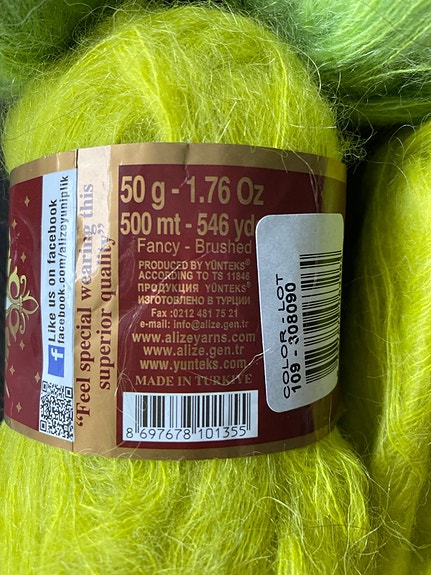 50 g - 1.76 Oz
500 mt - 546 yd
Fancy - Brushed
PRODUCED BY YÜNTEKS®
ACCORDING TO TS 11846
ПРОДУКЦИЯ YÜNTEKS®
ИЗГОТОВЛЕНО В ТУРЦИИ
Fax : 0212 481 75 21
e-mail: info@alize.gen.tr
www.alizeyarns.com
www.alize.gen.tr
www.yunteks.com
MADE IN TURKIYE
8 697678 101355
Like us on facebook
facebook.com/alizeyuniplik
"Feel special wearing this
superior quality"
COLOR - LOT
109 - 308090